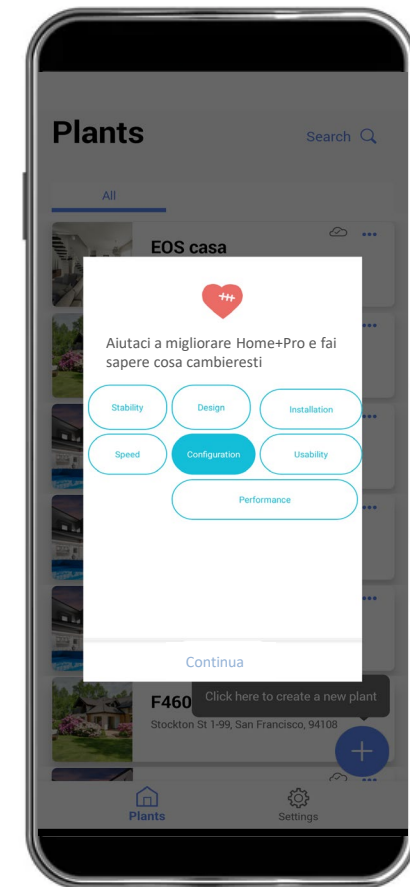 Plants
Search
All
EOS casa
Aiutaci a migliorare Home+Pro e fai
sapere cosa cambieresti
Stability Design Installation
Speed Configuration Usability
Performance
Continua
F460
Click here to create a new plant
Stockton St 1-99, San Francisco, 94108
Plants Settings